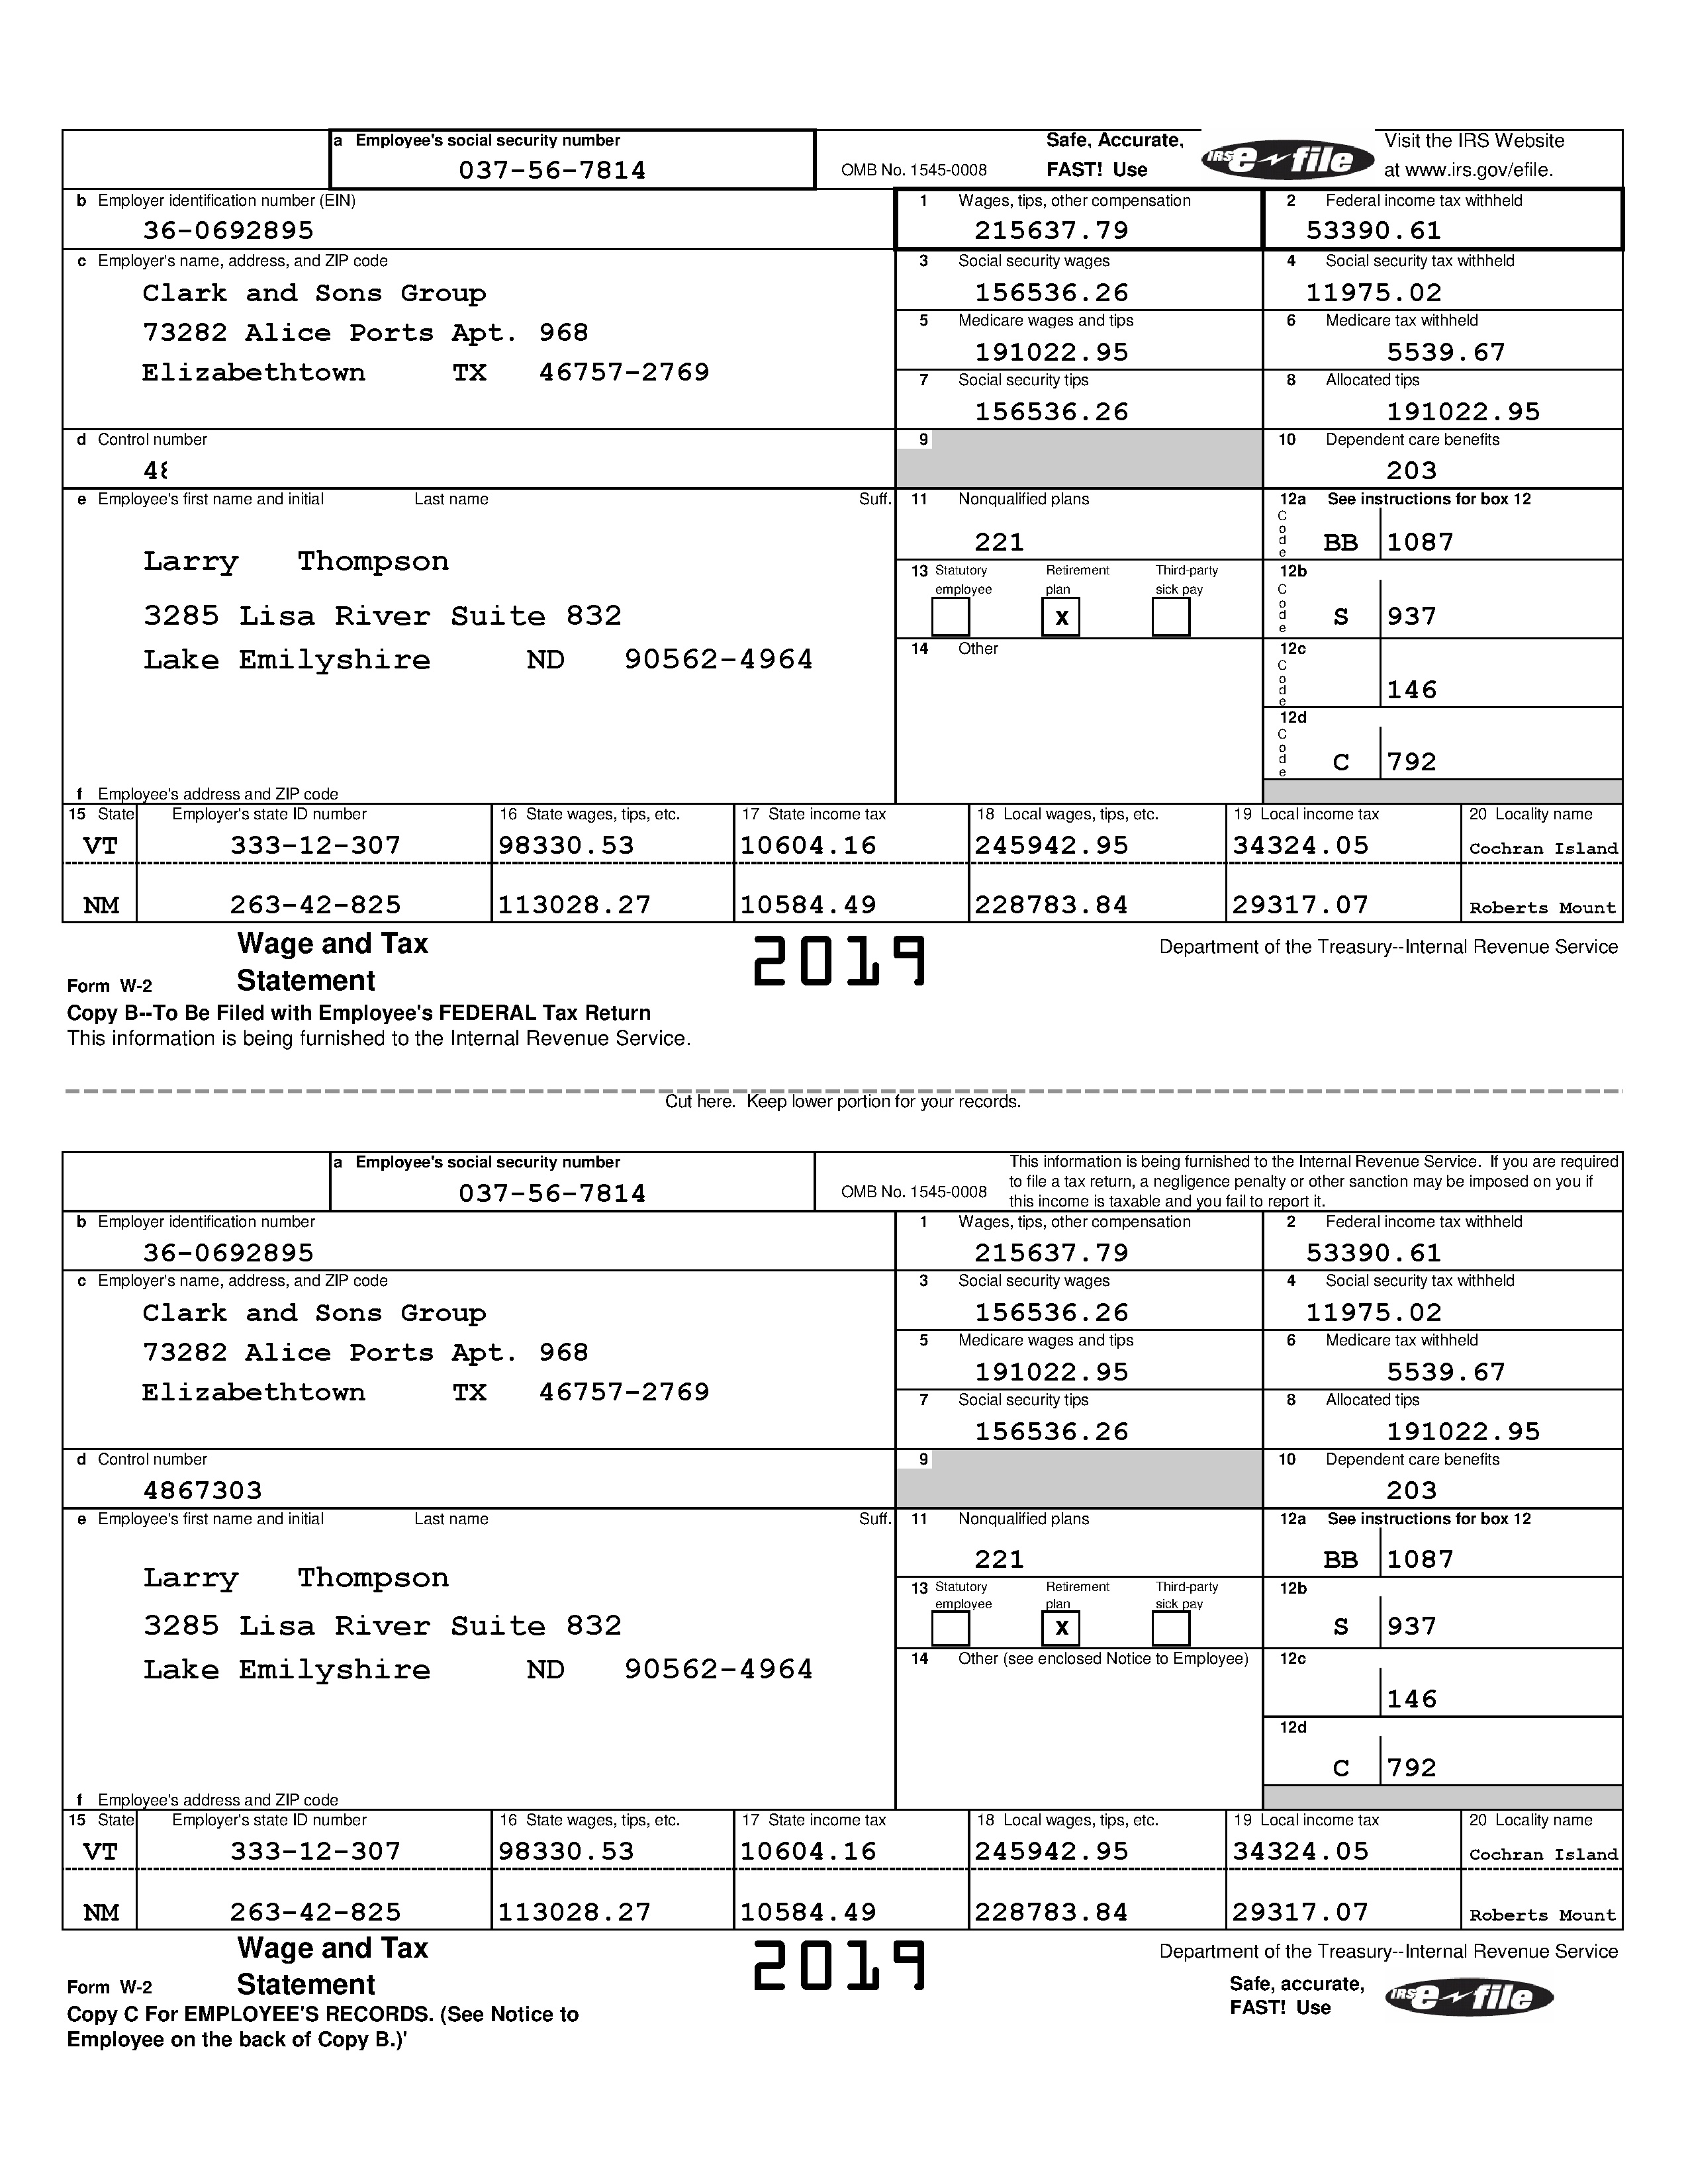 a Employee's social security number
037-56-7814
OMB No. 1545-0008
Safe, Accurate,
FAST! Use
IRS e-file
Visit the IRS Website
at www.irs.gov/efile.
b Employer identification number (EIN)
36-0692895
1 Wages, tips, other compensation
215637.79
2 Federal income tax withheld
53390.61
c Employer's name, address, and ZIP code
Clark and Sons Group
73282 Alice Ports Apt. 968
Elizabethtown TX 46757-2769
3 Social security wages
156536.26
4 Social security tax withheld
11975.02
5 Medicare wages and tips
191022.95
6 Medicare tax withheld
5539.67
7 Social security tips
156536.26
8 Allocated tips
191022.95
d Control number
9
10 Dependent care benefits
203
e Employee's first name and initial Last name Suff.
Larry Thompson
3285 Lisa River Suite 832
Lake Emilyshire ND 90562-4964
f Employee's address and ZIP code
11 Nonqualified plans
221
12a See instructions for box 12
Code BB 1087
13 Statutory employee Retirement plan Third-party sick pay
X
12b
Code S 937
14 Other
12c
Code 146
12d
Code C 792
15 State Employer's state ID number 16 State wages, tips, etc. 17 State income tax 18 Local wages, tips, etc. 19 Local income tax 20 Locality name
VT 333-12-307 98330.53 10604.16 245942.95 34324.05 Cochran Island
NM 263-42-825 113028.27 10584.49 228783.84 29317.07 Roberts Mount
Form W-2 Wage and Tax Statement
2019
Department of the Treasury--Internal Revenue Service
Copy B--To Be Filed with Employee's FEDERAL Tax Return
This information is being furnished to the Internal Revenue Service.
Cut here. Keep lower portion for your records.
a Employee's social security number
037-56-7814
OMB No. 1545-0008
This information is being furnished to the Internal Revenue Service. If you are required
to file a tax return, a negligence penalty or other sanction may be imposed on you if
this income is taxable and you fail to report it.
b Employer identification number
36-0692895
1 Wages, tips, other compensation
215637.79
2 Federal income tax withheld
53390.61
c Employer's name, address, and ZIP code
Clark and Sons Group
73282 Alice Ports Apt. 968
Elizabethtown TX 46757-2769
3 Social security wages
156536.26
4 Social security tax withheld
11975.02
5 Medicare wages and tips
191022.95
6 Medicare tax withheld
5539.67
7 Social security tips
156536.26
8 Allocated tips
191022.95
d Control number
4867303
9
10 Dependent care benefits
203
e Employee's first name and initial Last name Suff.
Larry Thompson
3285 Lisa River Suite 832
Lake Emilyshire ND 90562-4964
f Employee's address and ZIP code
11 Nonqualified plans
221
12a See instructions for box 12
BB 1087
13 Statutory employee Retirement plan Third-party sick pay
X
12b
S 937
14 Other (see enclosed Notice to Employee)
12c
146
12d
C 792
15 State Employer's state ID number 16 State wages, tips, etc. 17 State income tax 18 Local wages, tips, etc. 19 Local income tax 20 Locality name
VT 333-12-307 98330.53 10604.16 245942.95 34324.05 Cochran Island
NM 263-42-825 113028.27 10584.49 228783.84 29317.07 Roberts Mount
Form W-2 Wage and Tax Statement
2019
Department of the Treasury--Internal Revenue Service
Safe, accurate,
FAST! Use
IRS e-file
Copy C For EMPLOYEE'S RECORDS. (See Notice to
Employee on the back of Copy B.)'